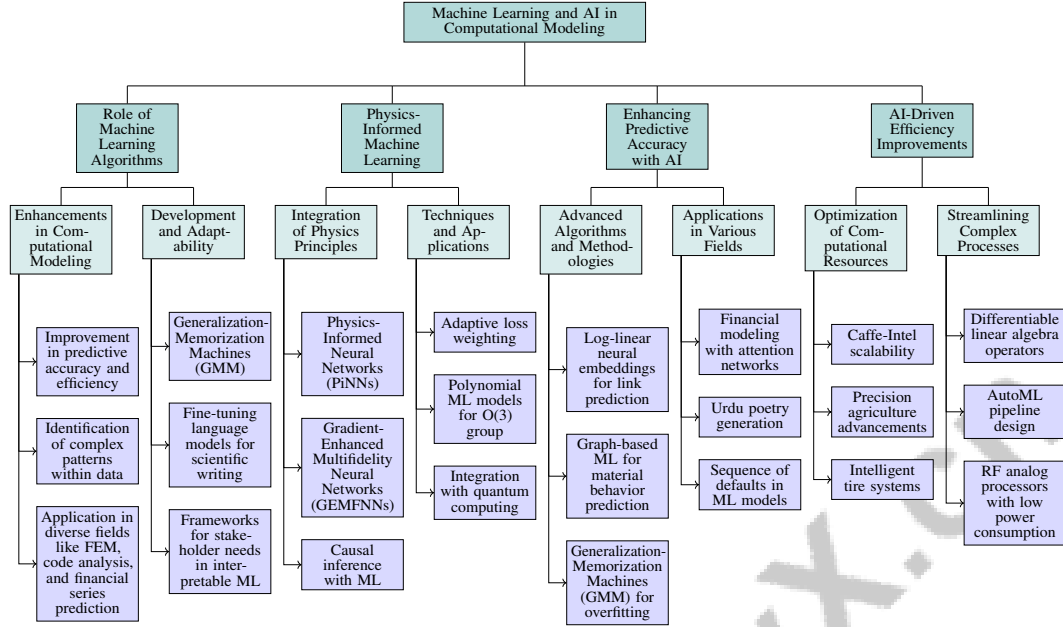 Machine Learning and AI in
Computational Modeling
Role of
Machine
Learning
Algorithms
Physics-
Informed
Machine
Learning
Enhancing
Predictive
Accuracy
with AI
AI-Driven
Efficiency
Improvements
Enhancements
in Com-
putational
Modeling
Development
and Adapt-
ability
Integration
of Physics
Principles
Techniques
and Ap-
plications
Advanced
Algorithms
and Method-
ologies
Applications
in Various
Fields
Optimization
of Com-
putational
Resources
Streamlining
Complex
Processes
Improvement
in predictive
accuracy and
efficiency
Identification
of complex
patterns
within data
Application in
diverse fields
like FEM,
code analysis,
and financial
series
prediction
Generalization-
Memorization
Machines
(GMM)
Fine-tuning
language
models for
scientific
writing
Frameworks
for stake-
holder needs
in inter-
pretable ML
Physics-
Informed
Neural
Networks
(PiNNs)
Gradient-
Enhanced
Multifidelity
Neural
Networks
(GEMFNNs)
Causal
inference
with ML
Adaptive loss
weighting
Polynomial
ML models
for O(3)
group
Integration
with quantum
computing
Log-linear
neural
embeddings
for link
prediction
Graph-based
ML for
material
behavior
prediction
Generalization-
Memorization
Machines
(GMM) for
overfitting
Financial
modeling
with attention
networks
Urdu poetry
generation
Sequence of
defaults in
ML models
Caffe-Intel
scalability
Precision
agriculture
advancements
Intelligent
tire systems
Differentiable
linear algebra
operators
AutoML
pipeline
design
RF analog
processors
with low
power
consumption